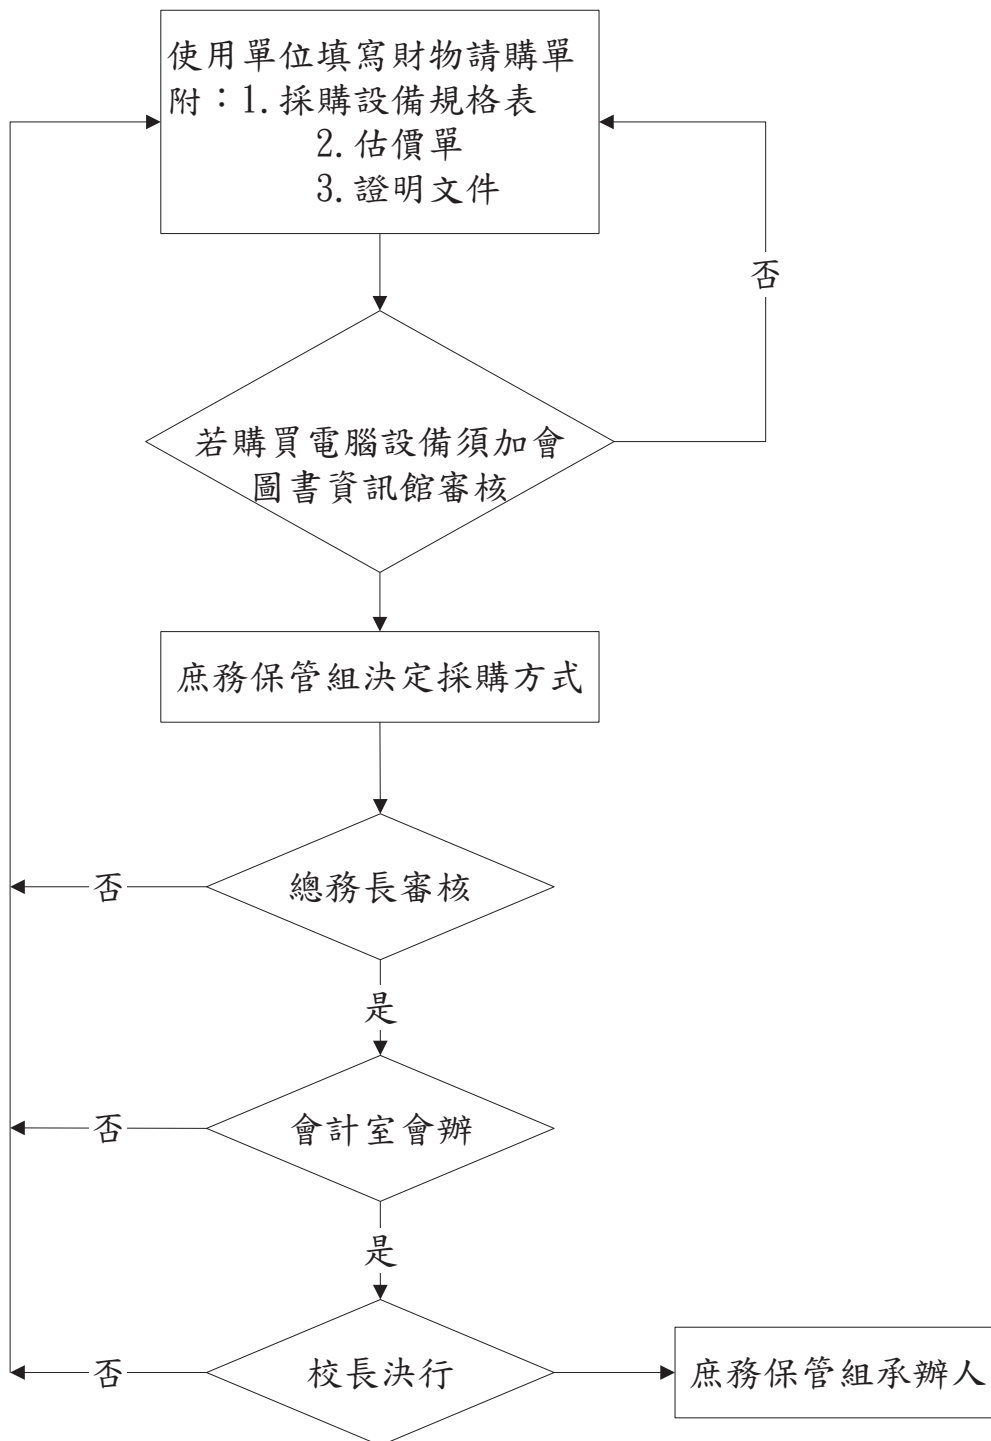 使用單位填寫財物請購單
附：1.採購設備規格表
2.估價單
3.證明文件
否
若購買電腦設備須加會
圖書資訊館審核
庶務保管組決定採購方式
否
總務長審核
是
否
會計室會辦
是
否
校長決行
庶務保管組承辦人